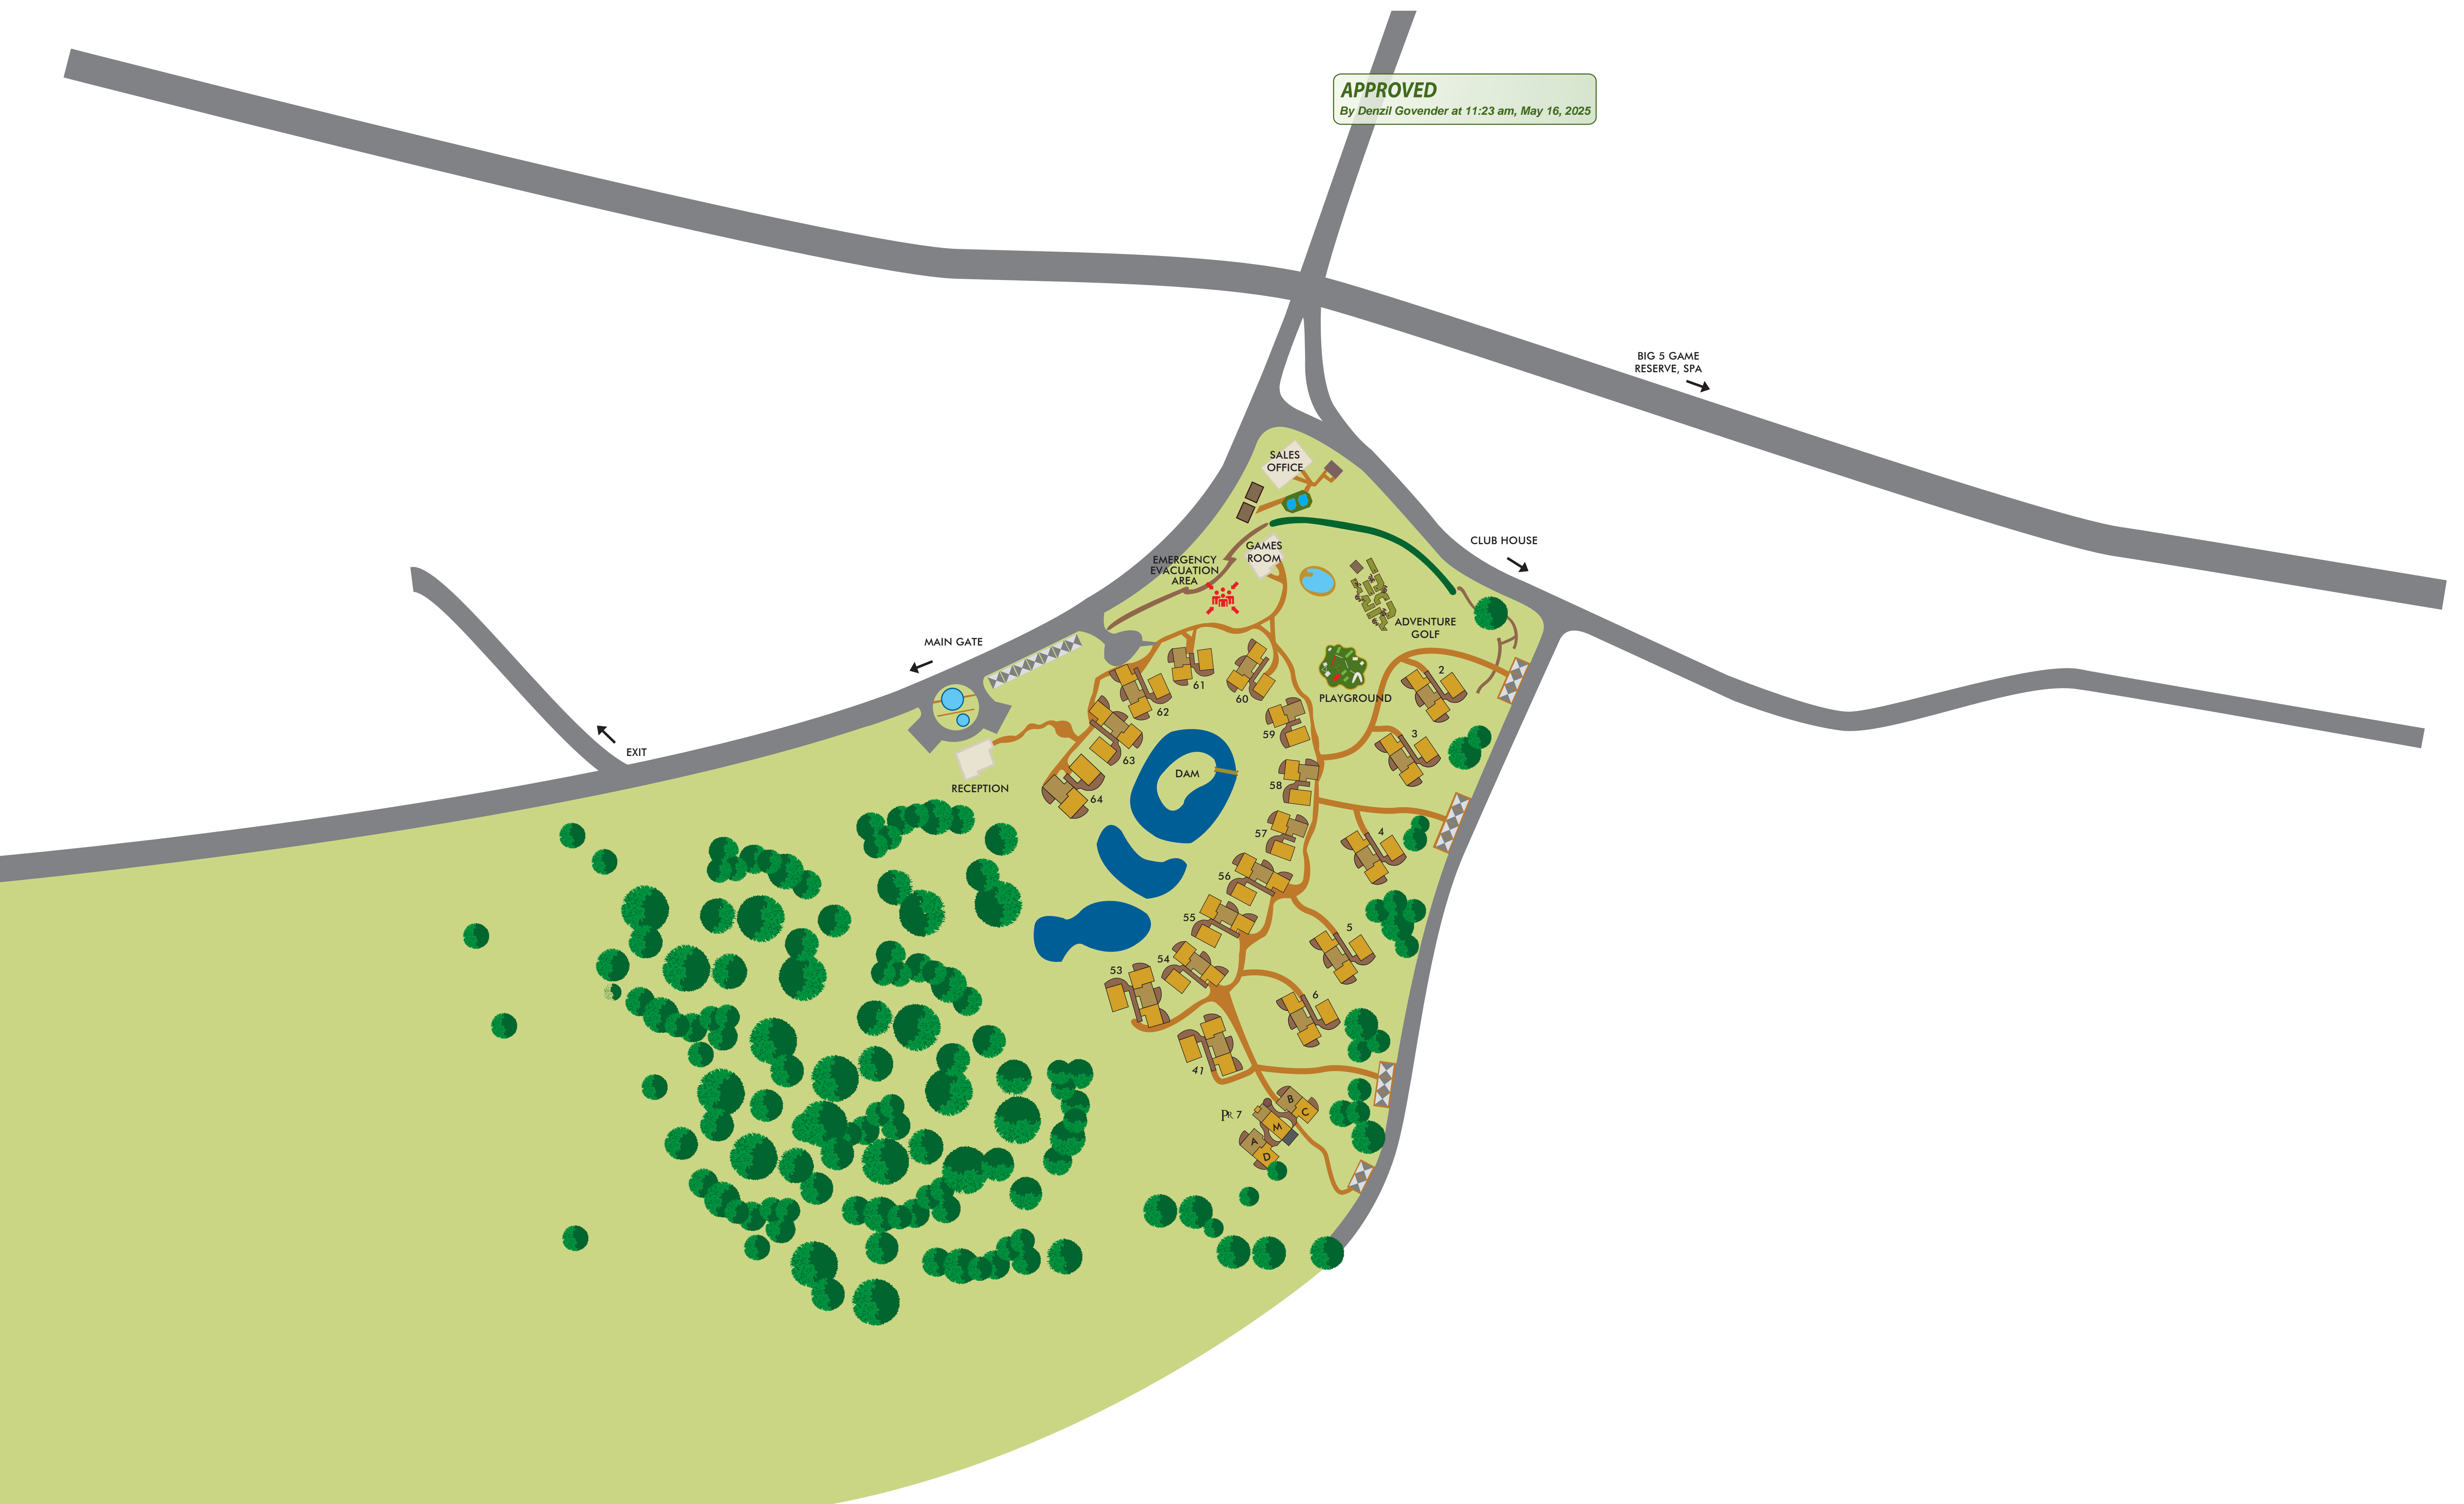 APPROVED
By Denzil Govender at 11:23 am, May 16, 2025
BIG 5 GAME
RESERVE, SPA
SALES
OFFICE
CLUB HOUSE
GAMES
ROOM
EMERGENCY
EVACUATION
AREA
ADVENTURE
GOLF
MAIN GATE
PLAYGROUND
EXIT
RECEPTION
DAM
2
3
4
5
6
PR 7
A
B
C
M
D
41
53
54
55
56
57
58
59
60
61
62
63
64